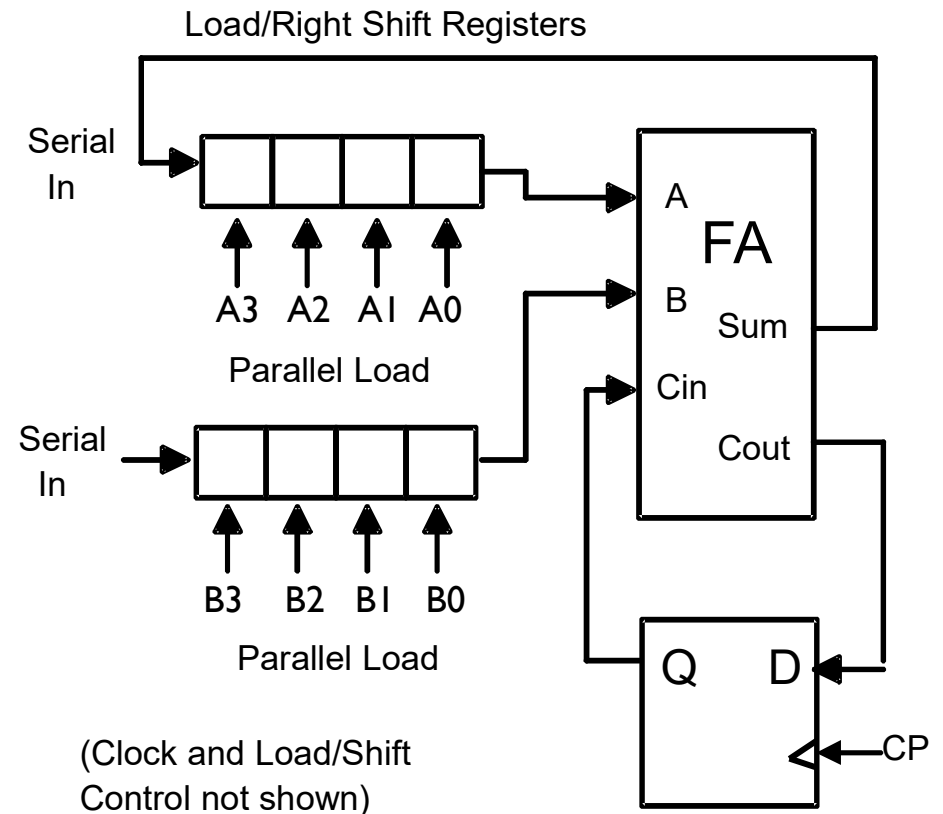 Load/Right Shift Registers
Serial
In
A3 A2 A1 A0
Parallel Load
Serial
In
B3 B2 B1 B0
Parallel Load
(Clock and Load/Shift
Control not shown)
A
FA
B
Sum
Cin
Cout
Q D
CP